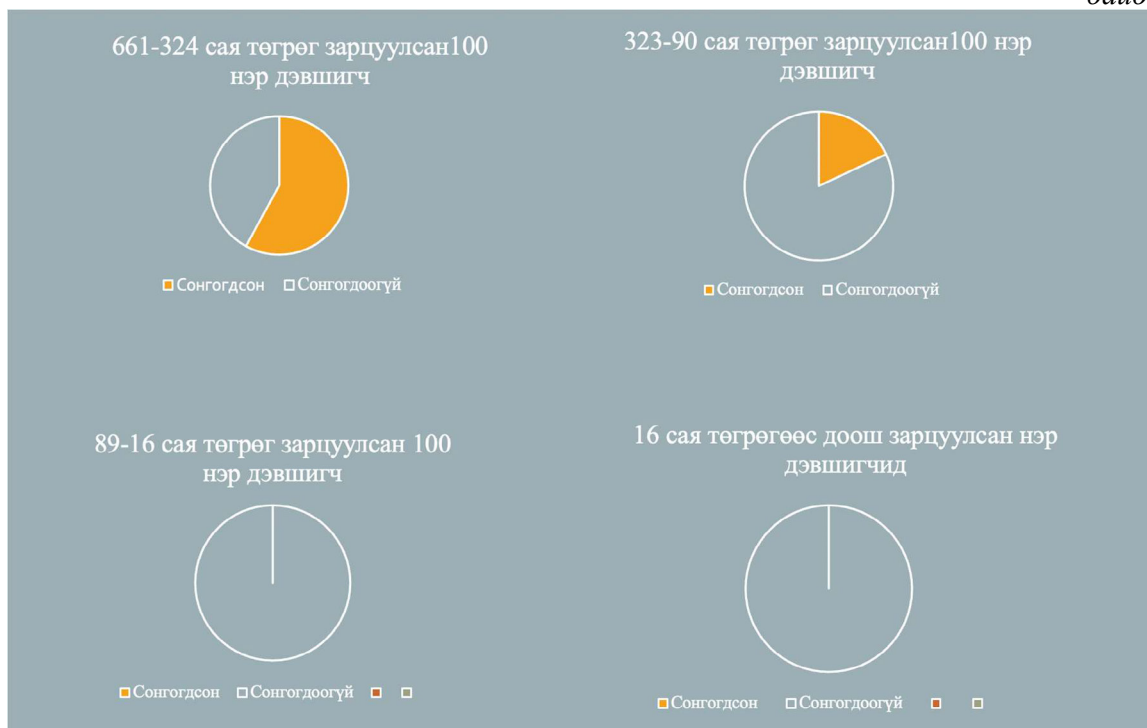 661-324 сая төгрөг зарцуулсан100
нэр дэвшигч
Сонгогдсон Сонгогдоогүй
323-90 сая төгрөг зарцуулсан100 нэр
дэвшигч
Сонгогдсон Сонгогдоогүй
89-16 сая төгрөг зарцуулсан 100
нэр дэвшигч
Сонгогдсон Сонгогдоогүй
16 сая төгрөгөөс доош зарцуулсан нэр
дэвшигчид
Сонгогдсон Сонгогдоогүй